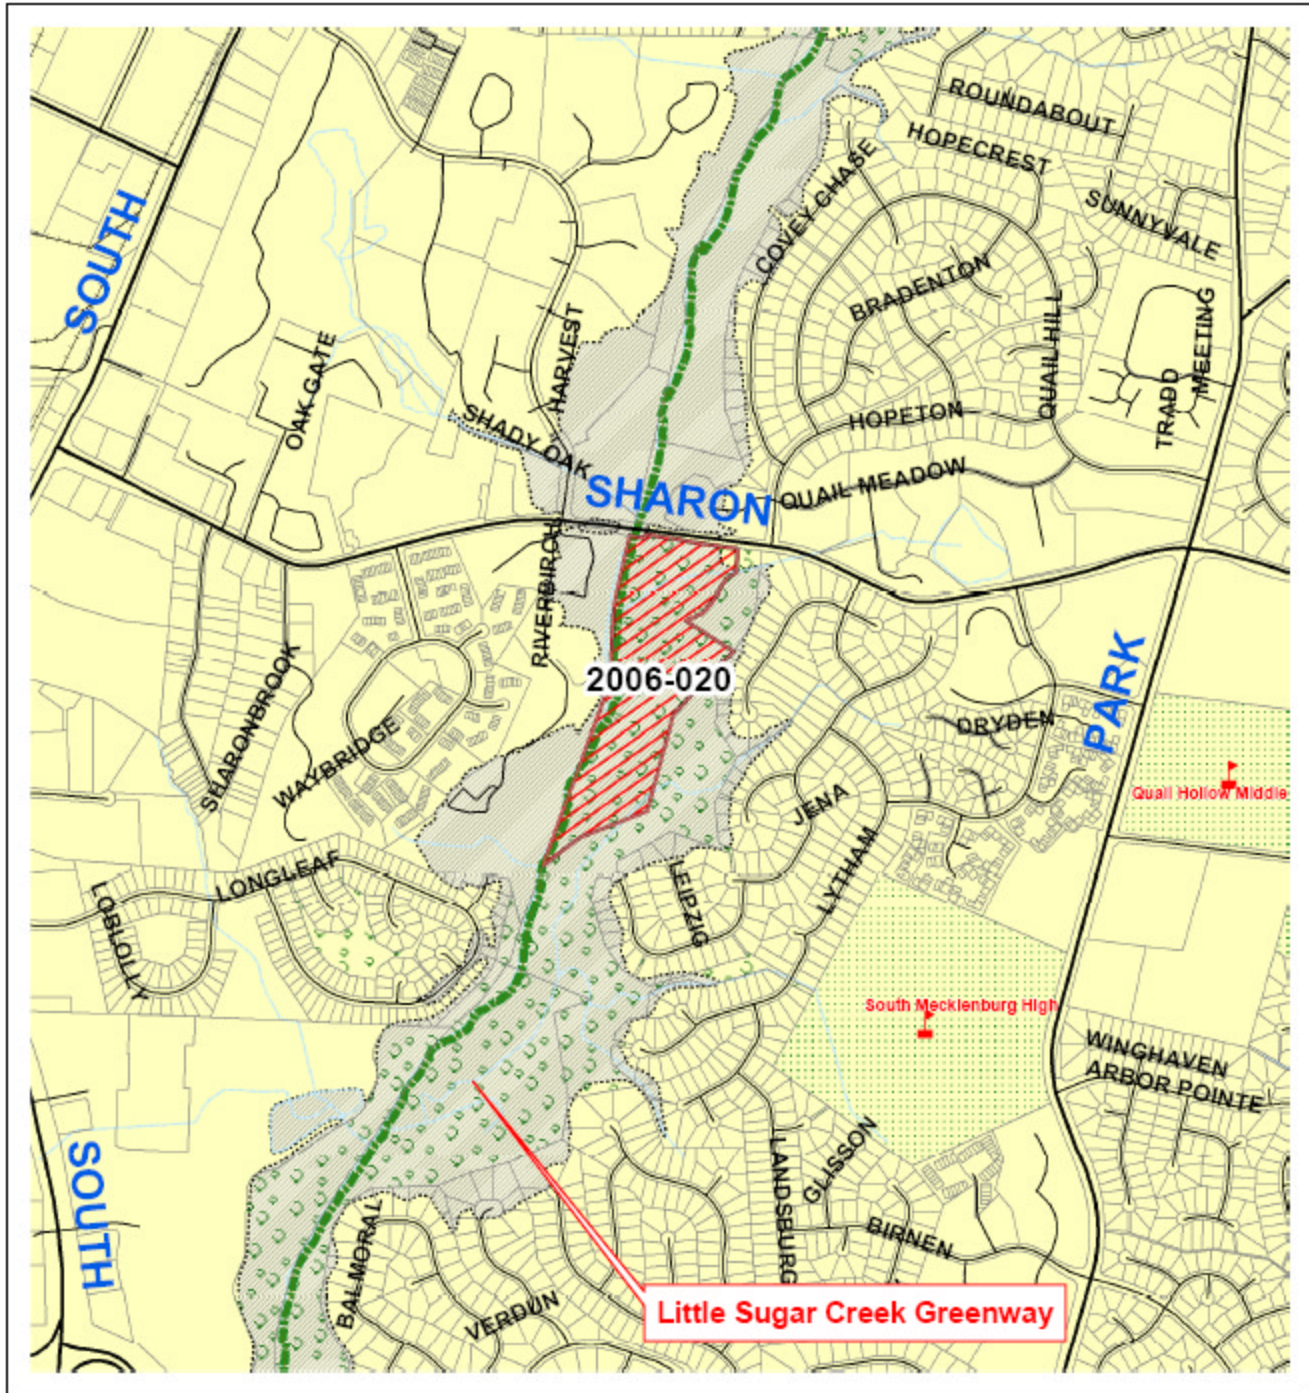 ROUNDABOUT
HOPECREST
SUNNYVALE
COVEY CHASE
SOUTH
BRADENTON
MEETING
QUAIL HILL
HARVEST
OAK GATE
TRADD
HOPETON
SHADY OAK
QUAIL MEADOW
SHARON
RIVERBIRCH
2006-020
PARK
SHARONBROOK
DRYDEN
WAYBRIDGE
Quail Hollow Middle
JENA
LYTHAM
LONGLEAF
LEIPZIG
LOBLOLLY
South Mecklenburg High
WINGHAVEN
ARBOR POINTE
GLISSON
LANDSBURG
SOUTH
BIRNEN
BALMORAL
Little Sugar Creek Greenway
VERDUN